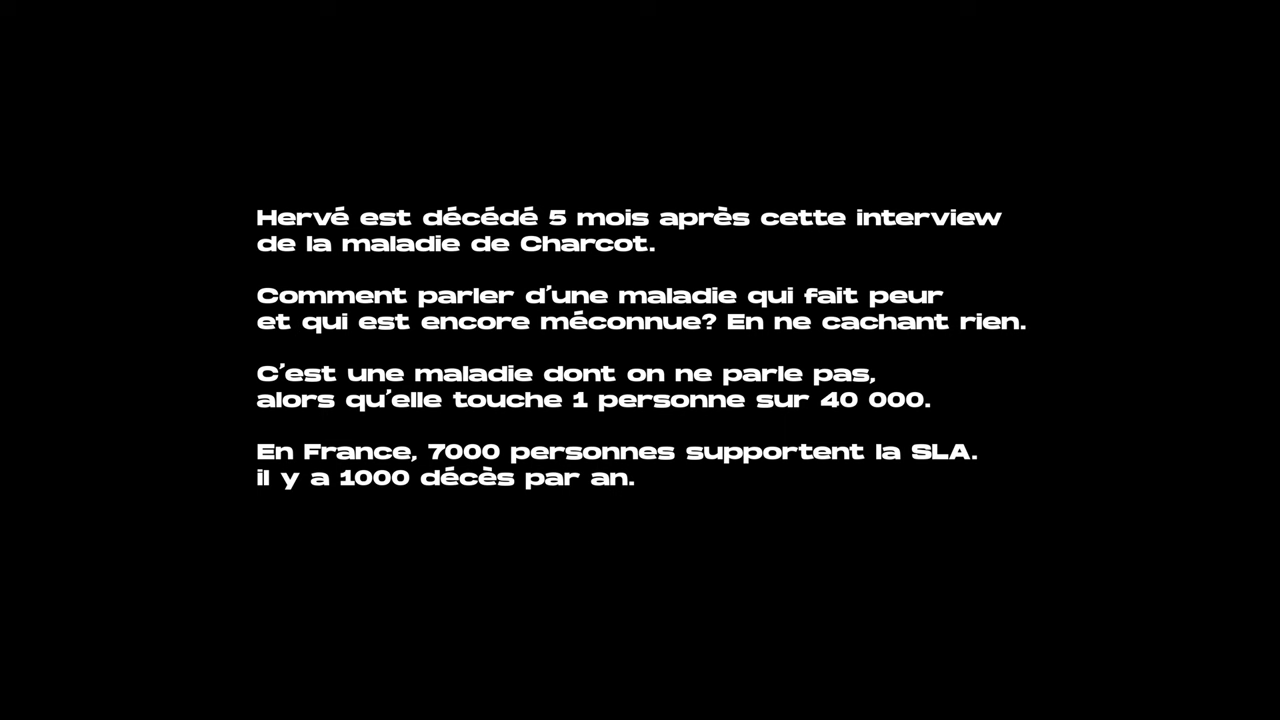 Hervé est décédé 5 mois après cette interview
de la maladie de Charcot.
Comment parler d'une maladie qui fait peur
et qui est encore méconnue? En ne cachant rien.
C'est une maladie dont on ne parle pas,
alors qu'elle touche 1 personne sur 40 000.
En France, 7000 personnes supportent la SLA.
il y a 1000 décès par an.